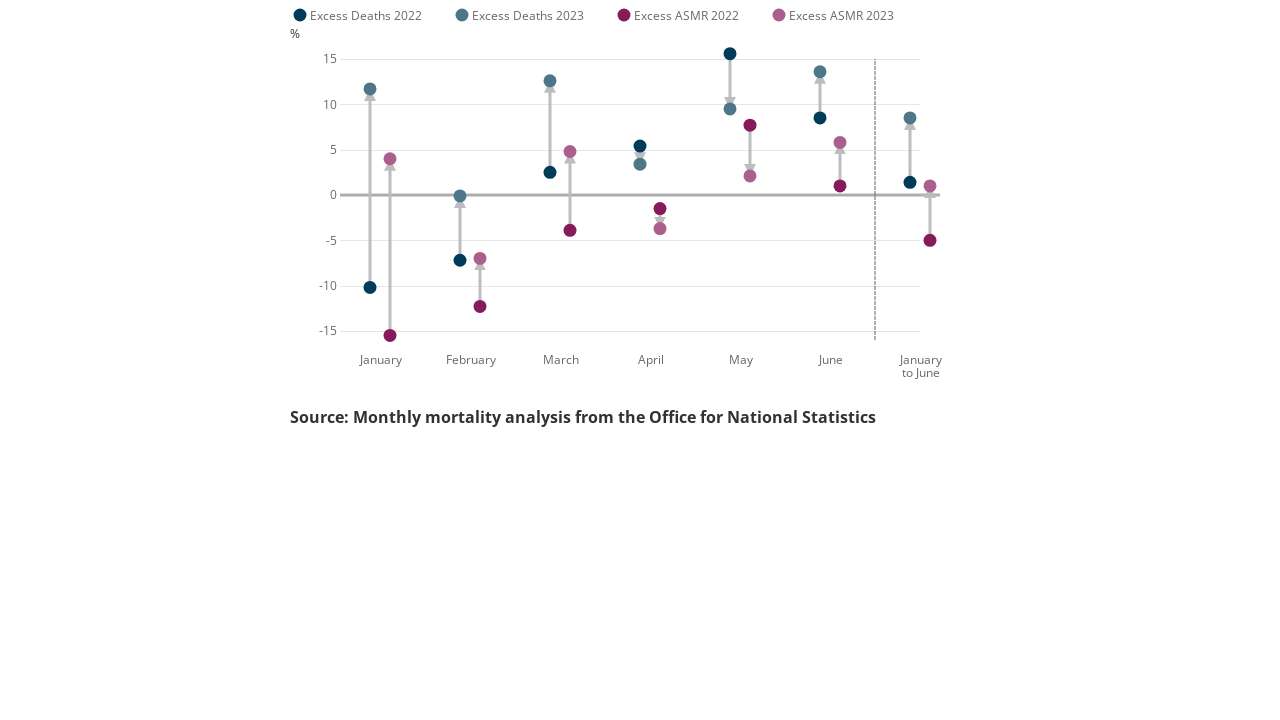 Excess Deaths 2022 Excess Deaths 2023 Excess ASMR 2022 Excess ASMR 2023
%
15
10
5
0
-5
-10
-15
January February March April May June January
to June
Source: Monthly mortality analysis from the Office for National Statistics